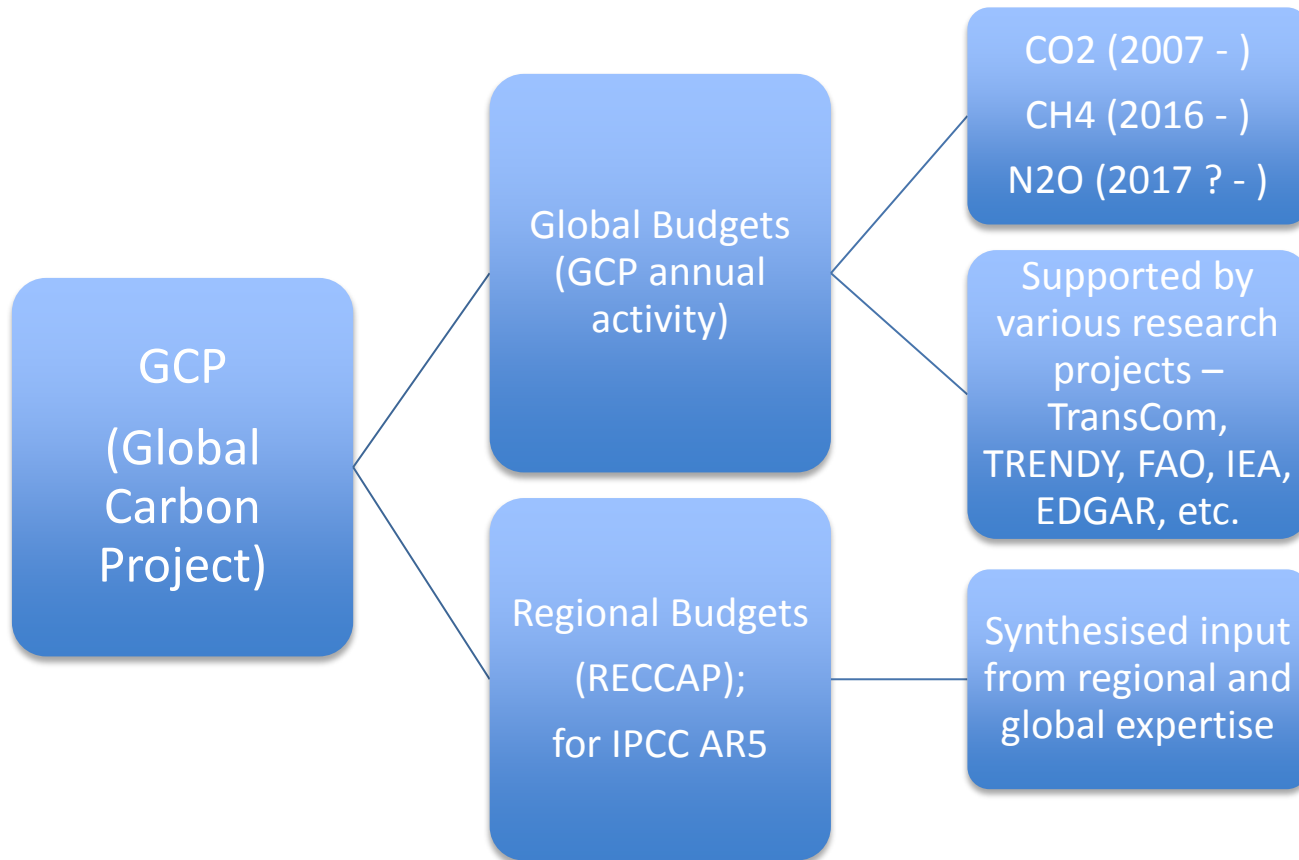 GCP
(Global
Carbon
Project)
Global Budgets
(GCP annual
activity)
Regional Budgets
(RECCAP);
for IPCC AR5
CO2 (2007 - )
CH4 (2016 - )
N2O (2017 ? - )
Supported by
various research
projects –
TransCom,
TRENDY, FAO, IEA,
EDGAR, etc.
Synthesised input
from regional and
global expertise